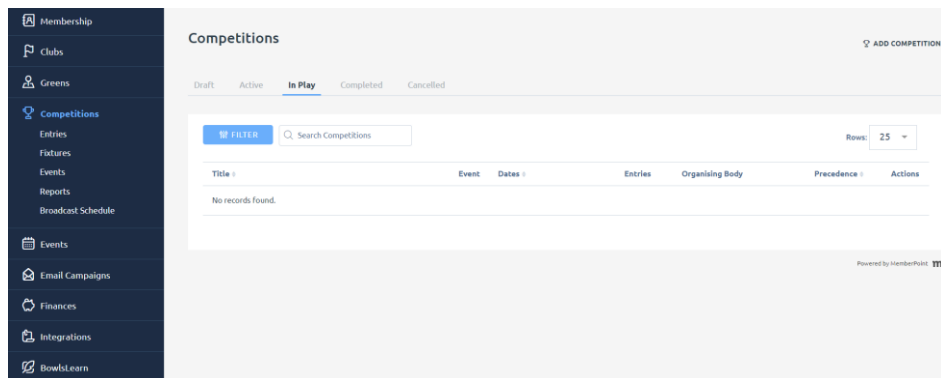 Membership
Clubs
Greens
Competitions
Entries
Fixtures
Events
Reports
Broadcast Schedule
Events
Email Campaigns
Finances
Integrations
BowlsLearn
Competitions
ADD COMPETITION
Draft Active In Play Completed Cancelled
FILTER Search Competitions Rows: 25
Title Event Dates Entries Organising Body Precedence Actions
No records found.
Powered by MemberPoint m